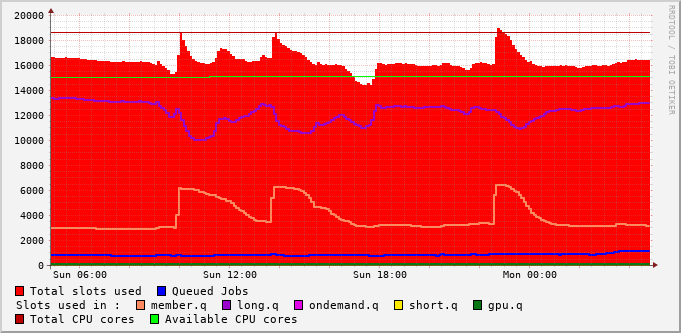 20000
18000
16000
14000
12000
10000
8000
6000
4000
2000
0
Sun 06:00 Sun 12:00 Sun 18:00 Mon 00:00
RRDTOOL / TOBI OETIKER
Total slots used Queued Jobs
Slots used in : member.q long.q ondemand.q short.q gpu.q
Total CPU cores Available CPU cores